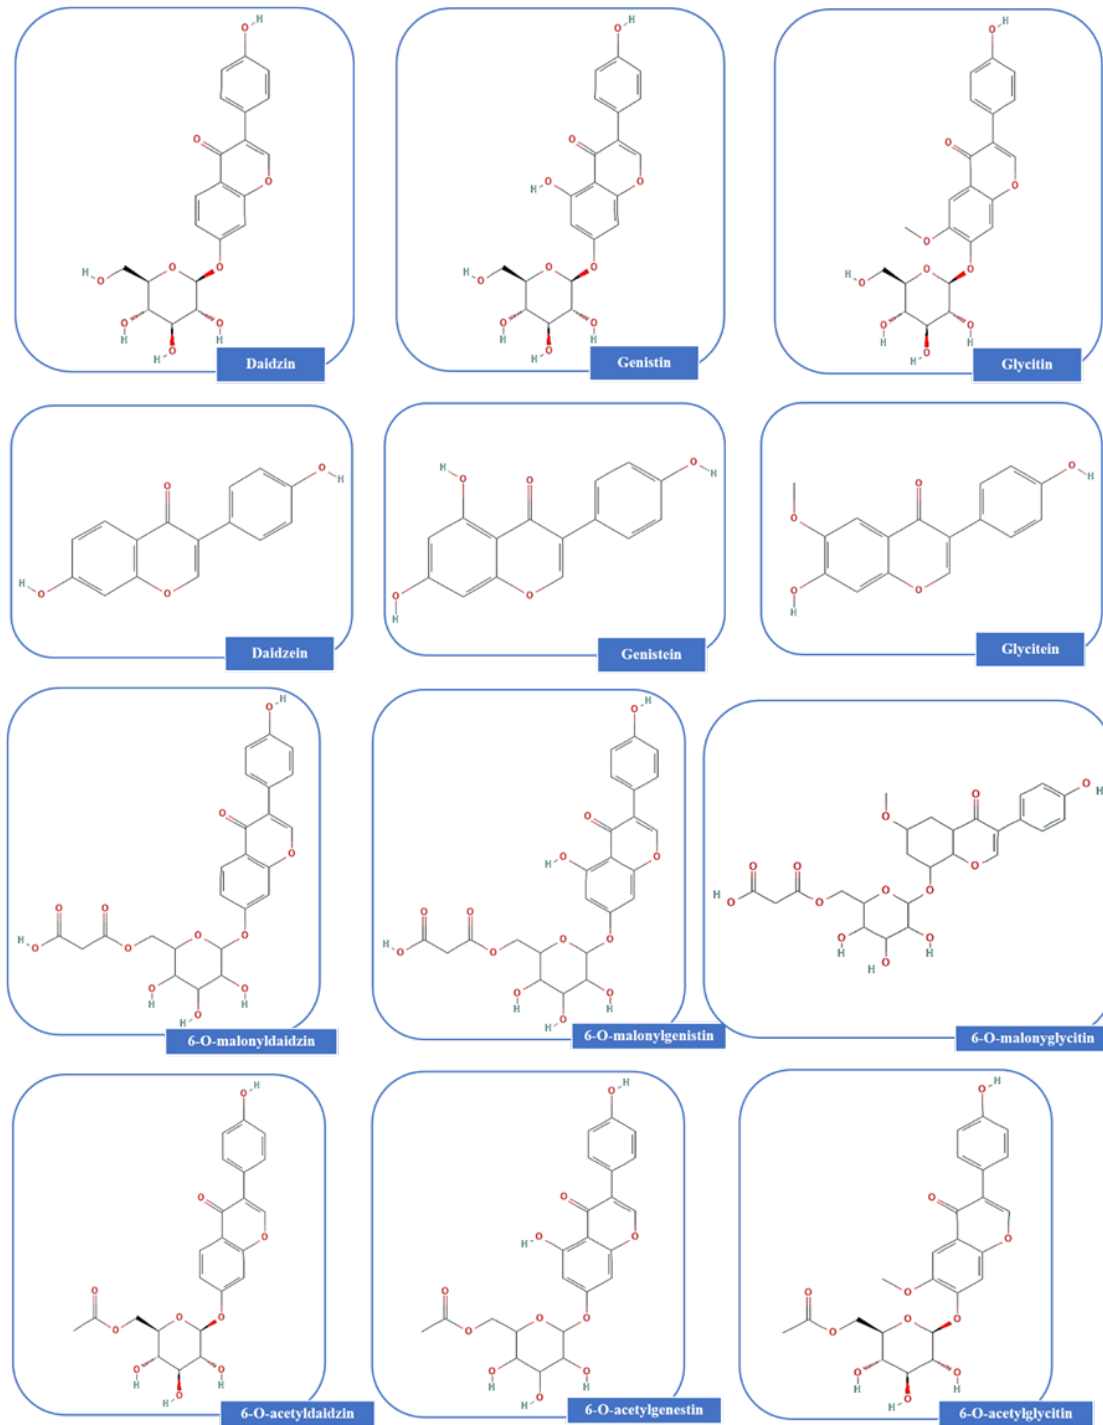 Daidzin
Genistin
Glycitin
Daidzein
Genistein
Glycitein
6-O-malonyldaidzin
6-O-malonylgenistin
6-O-malonyglycitin
6-O-acetyldaidzin
6-O-acetylgenestin
6-O-acetylglycitin